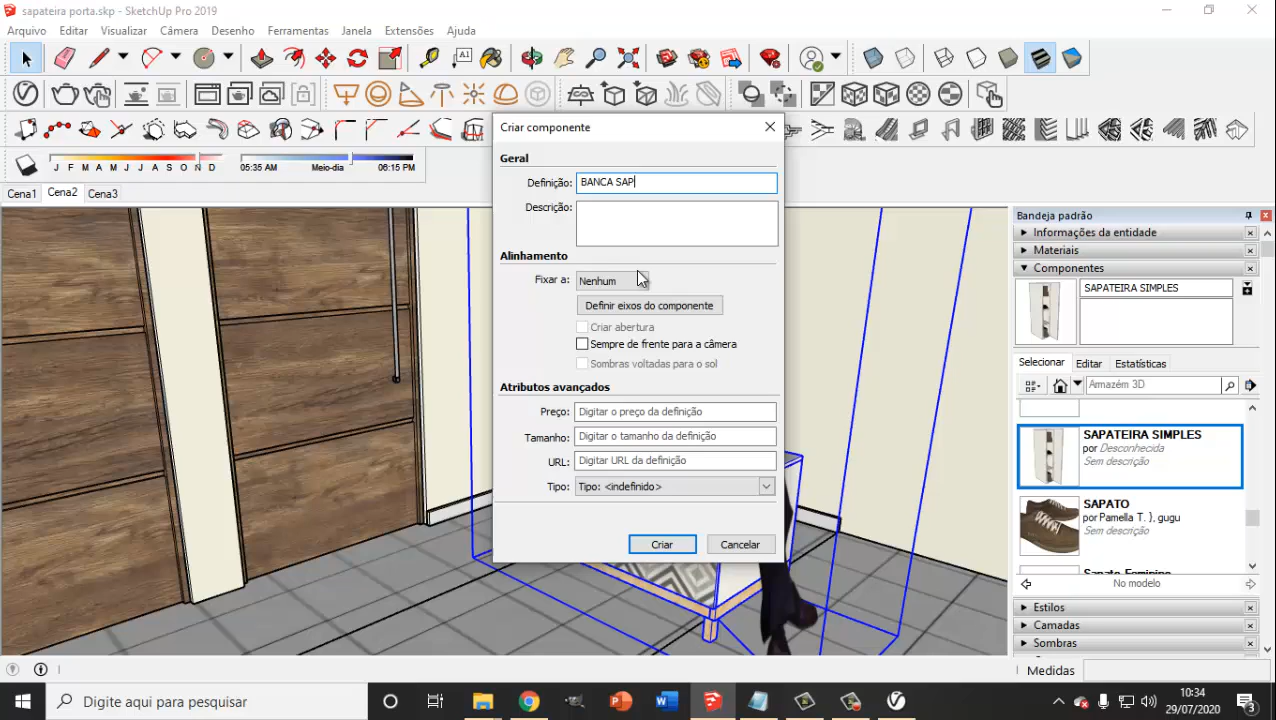 sapateira porta.skp - SketchUp Pro 2019
Arquivo Editar Visualizar Câmera Desenho Ferramentas Janela Extensões Ajuda
A1
J F M A M J J A S O N D
05:35 AM Meio-dia 06:15 PM
Cena1 Cena2 Cena3
Criar componente
Geral
Definição: BANCA SAP
Descrição:
Alinhamento
Fixar a: Nenhum
Definir eixos do componente
Criar abertura
Sempre de frente para a câmera
Sombras voltadas para o sol
Atributos avançados
Preço: Digitar o preço da definição
Tamanho: Digitar o tamanho da definição
URL: Digitar URL da definição
Tipo: Tipo: <indefinido>
Criar Cancelar
Bandeja padrão
Informações da entidade
Materiais
Componentes
SAPATEIRA SIMPLES
Selecionar Editar Estatísticas
Armazém 3D
SAPATEIRA SIMPLES
por Desconhecida
Sem descrição
SAPATO
por Pamella T. }, gugu
Sem descrição
Sapato Feminino
No modelo
Estilos
Camadas
Sombras
Medidas
Digite aqui para pesquisar
10:34
29/07/2020
3